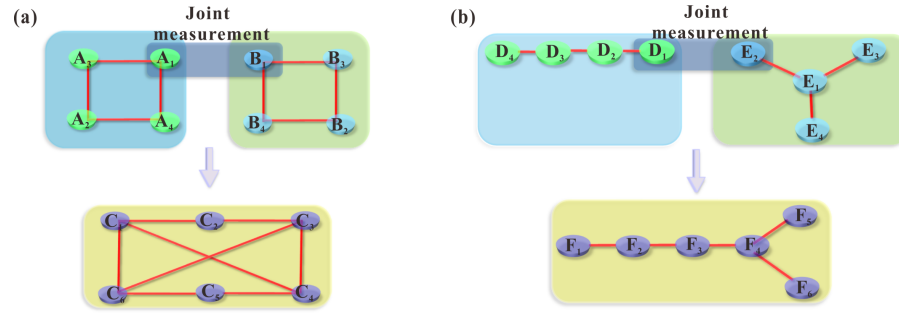 (a)
Joint
measurement
A₃ A₁ B₁ B₃
A₂ A₄ B₄ B₂
C₁ C₂ C₃
C₆ C₅ C₄
(b)
Joint
measurement
D₄ D₃ D₂ D₁ E₂ E₃
E₁
E₄
F₅
F₁ F₂ F₃ F₄
F₆